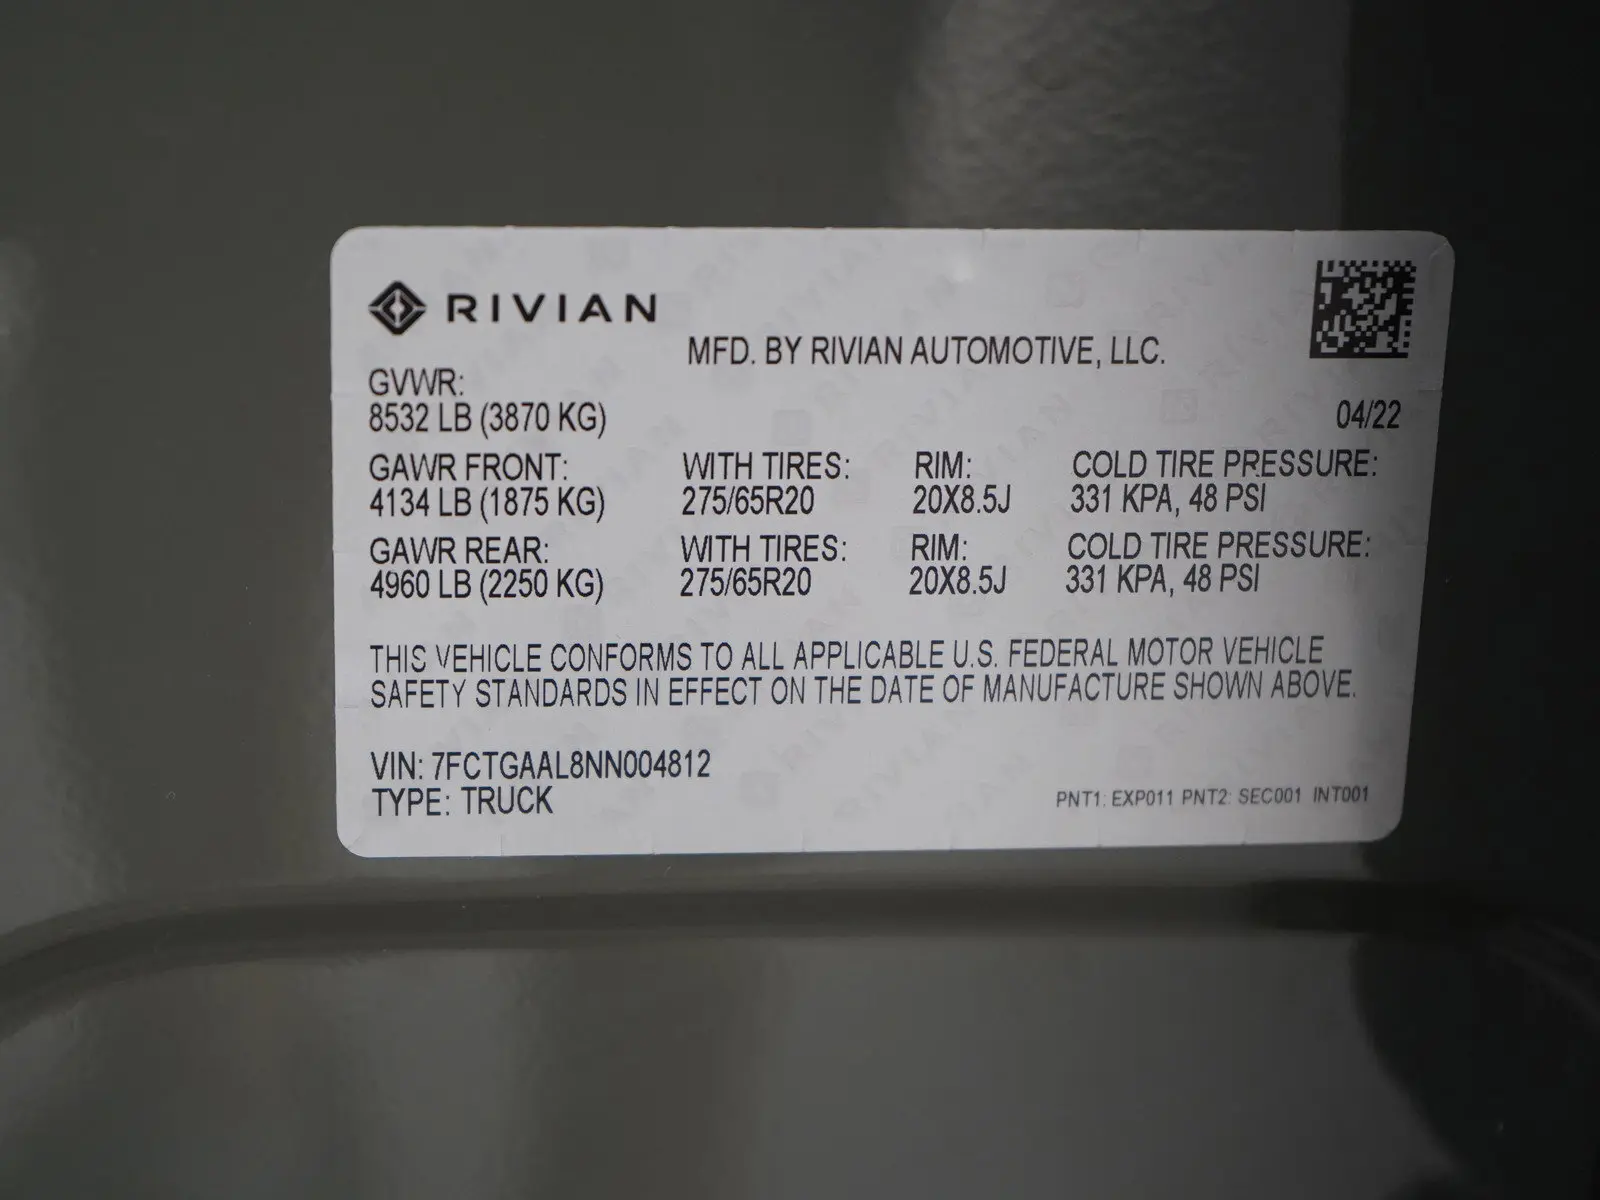 RIVIAN
MFD. BY RIVIAN AUTOMOTIVE, LLC.
GVWR:
8532 LB (3870 KG)
04/22
GAWR FRONT: WITH TIRES: RIM: COLD TIRE PRESSURE:
4134 LB (1875 KG) 275/65R20 20X8.5J 331 KPA, 48 PSI
GAWR REAR: WITH TIRES: RIM: COLD TIRE PRESSURE:
4960 LB (2250 KG) 275/65R20 20X8.5J 331 KPA, 48 PSI
THIS VEHICLE CONFORMS TO ALL APPLICABLE U.S. FEDERAL MOTOR VEHICLE
SAFETY STANDARDS IN EFFECT ON THE DATE OF MANUFACTURE SHOWN ABOVE.
VIN: 7FCTGAAL8NN004812
TYPE: TRUCK
PNT1: EXP011 PNT2: SEC001 INT001